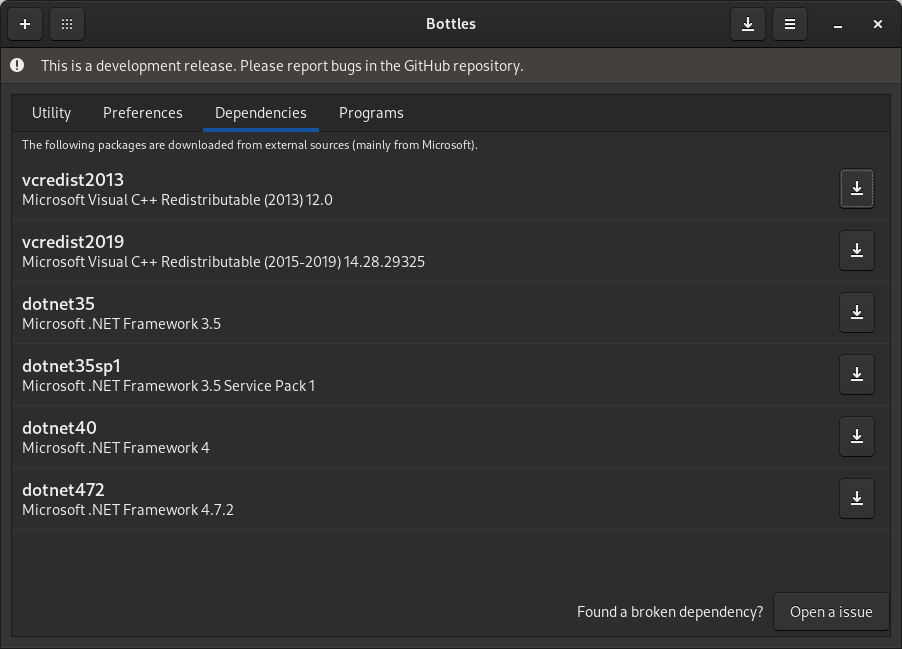 Bottles
This is a development release. Please report bugs in the GitHub repository.
Utility Preferences Dependencies Programs
The following packages are downloaded from external sources (mainly from Microsoft).
vcredist2013
Microsoft Visual C++ Redistributable (2013) 12.0
vcredist2019
Microsoft Visual C++ Redistributable (2015-2019) 14.28.29325
dotnet35
Microsoft .NET Framework 3.5
dotnet35sp1
Microsoft .NET Framework 3.5 Service Pack 1
dotnet40
Microsoft .NET Framework 4
dotnet472
Microsoft .NET Framework 4.7.2
Found a broken dependency? Open a issue